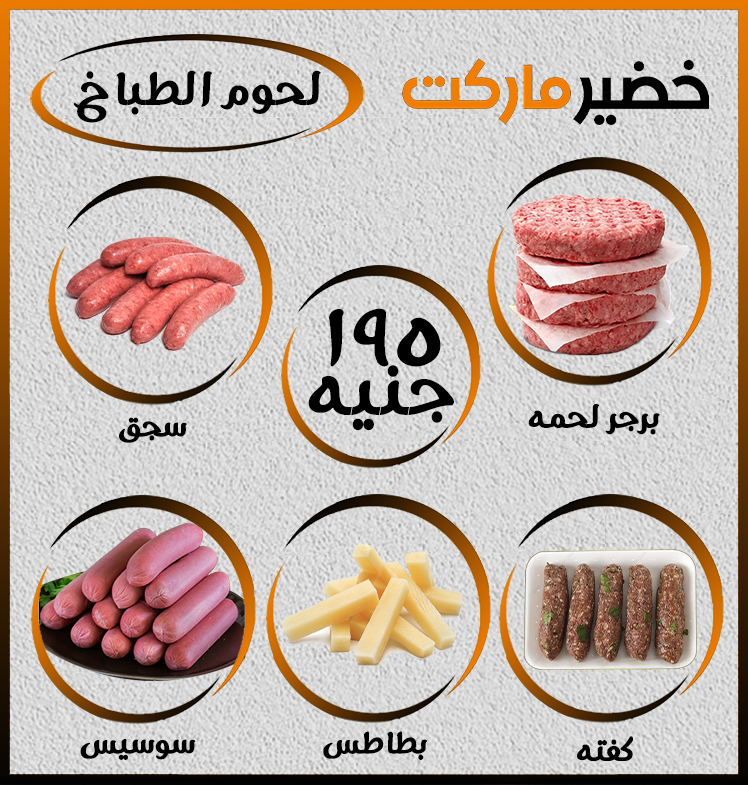 خضير ماركت
لحوم الطباخ
برجر لحمه
١٩٥
جنيه
سجق
كفته
بطاطس
سوسيس